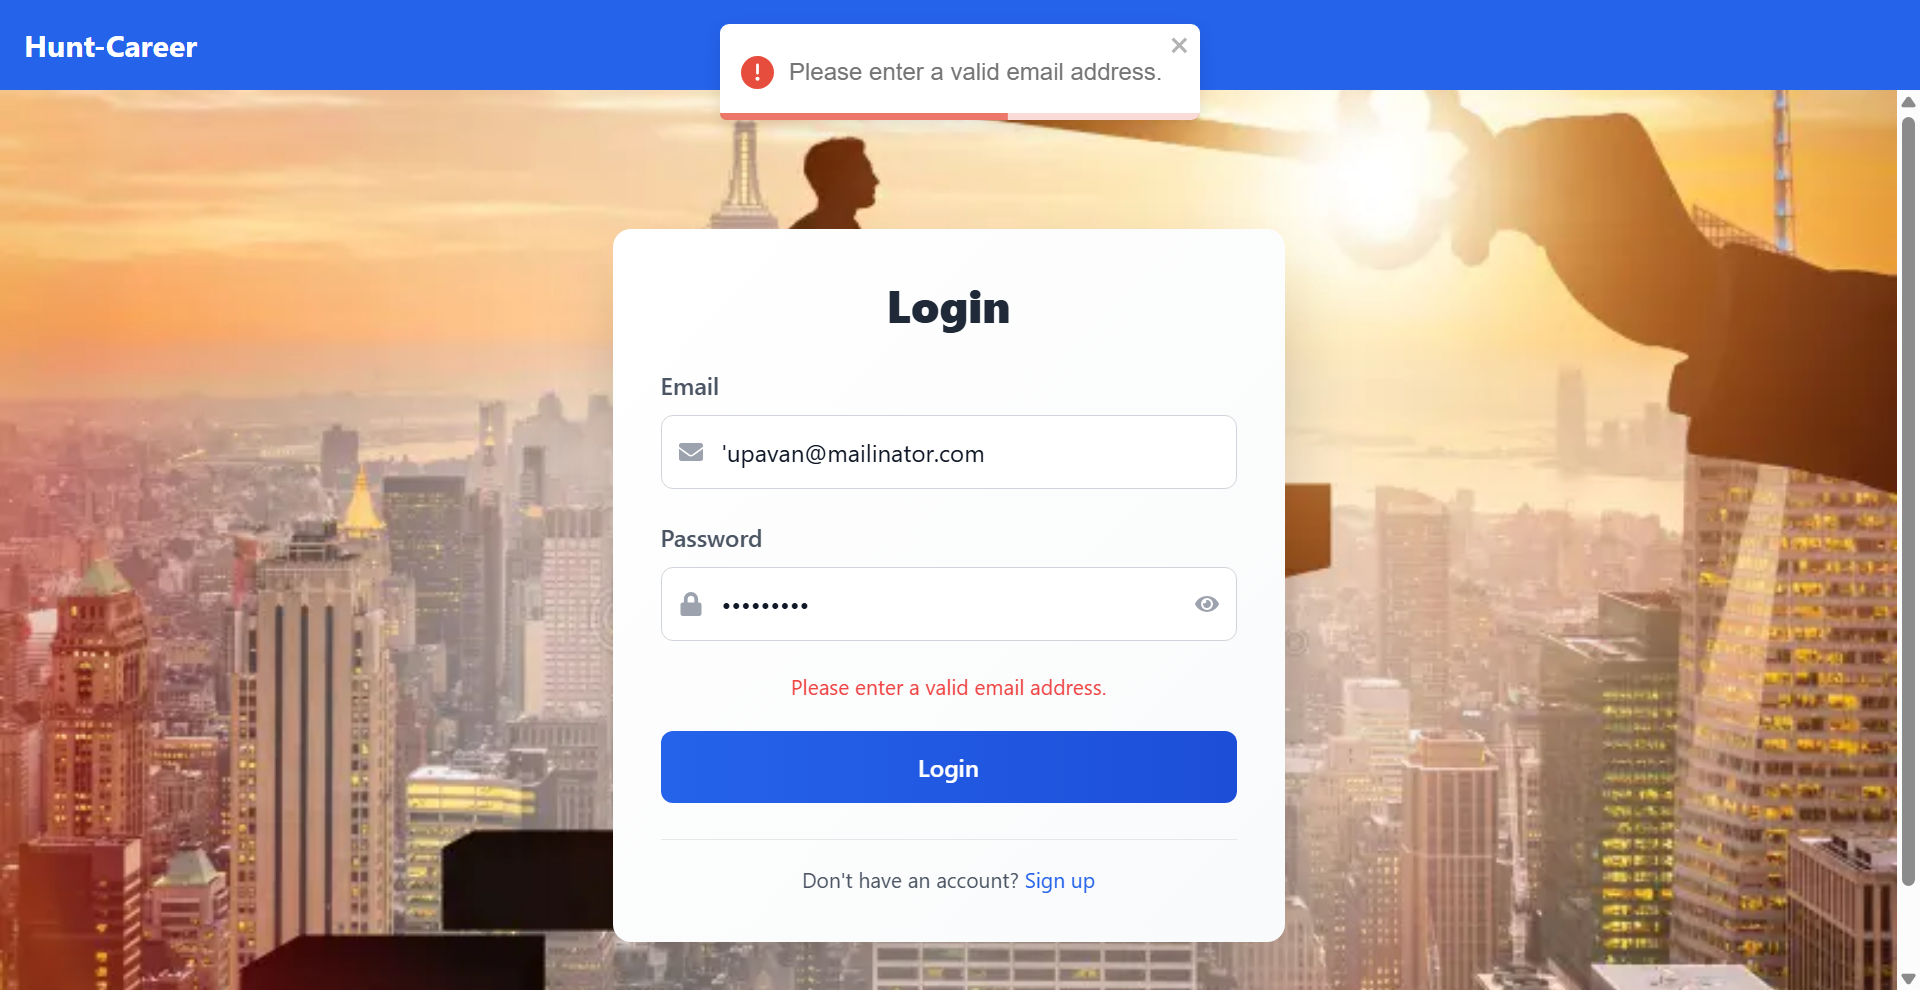 Hunt-Career
Please enter a valid email address.
Login
Email
'upavan@mailinator.com
Password
•••••••••
Please enter a valid email address.
Login
Don't have an account? Sign up